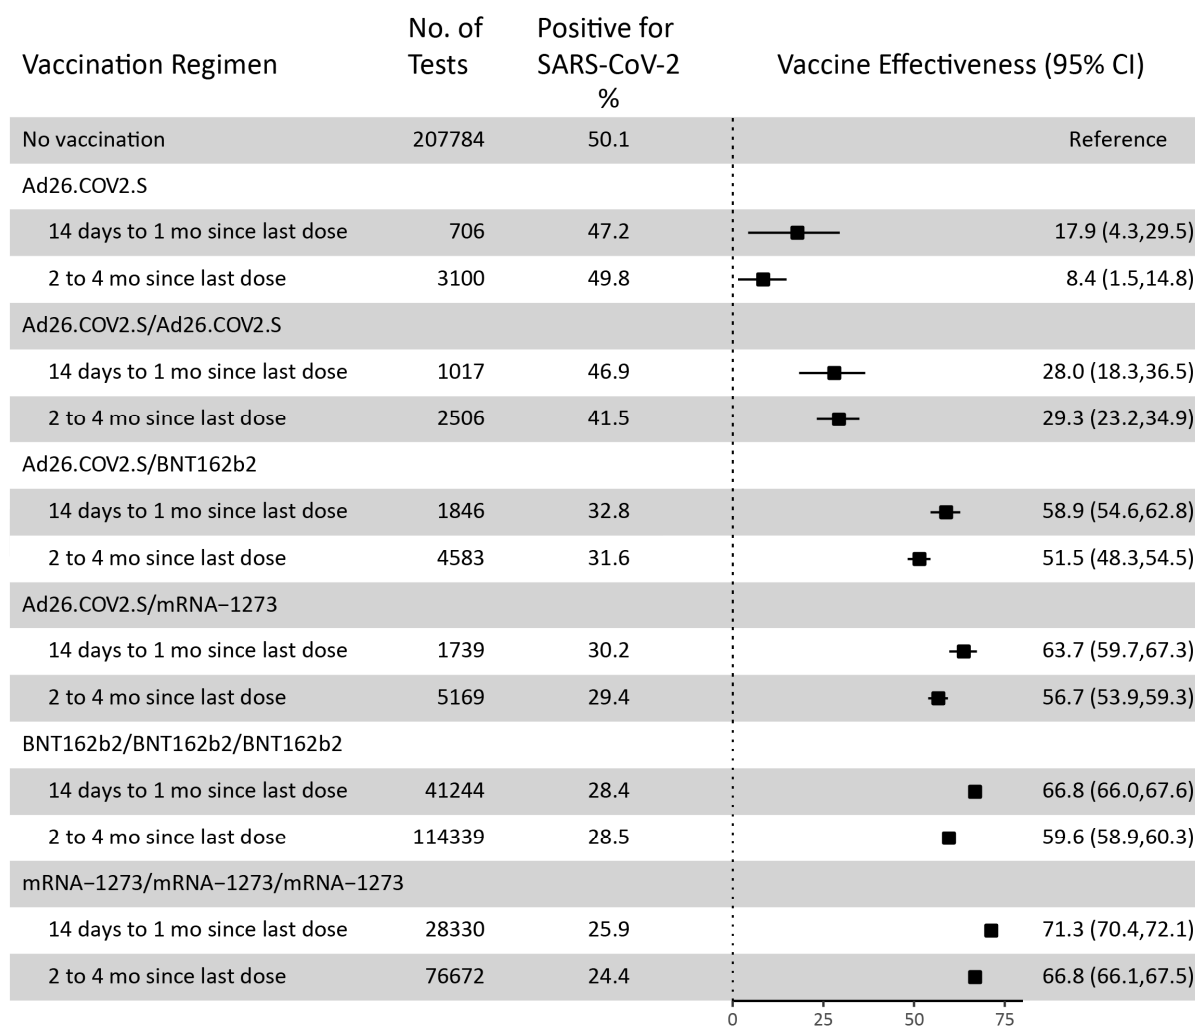 Vaccination Regimen No. of Tests Positive for SARS-CoV-2 % Vaccine Effectiveness (95% CI)
No vaccination 207784 50.1 Reference
Ad26.COV2.S
14 days to 1 mo since last dose 706 47.2 17.9 (4.3,29.5)
2 to 4 mo since last dose 3100 49.8 8.4 (1.5,14.8)
Ad26.COV2.S/Ad26.COV2.S
14 days to 1 mo since last dose 1017 46.9 28.0 (18.3,36.5)
2 to 4 mo since last dose 2506 41.5 29.3 (23.2,34.9)
Ad26.COV2.S/BNT162b2
14 days to 1 mo since last dose 1846 32.8 58.9 (54.6,62.8)
2 to 4 mo since last dose 4583 31.6 51.5 (48.3,54.5)
Ad26.COV2.S/mRNA−1273
14 days to 1 mo since last dose 1739 30.2 63.7 (59.7,67.3)
2 to 4 mo since last dose 5169 29.4 56.7 (53.9,59.3)
BNT162b2/BNT162b2/BNT162b2
14 days to 1 mo since last dose 41244 28.4 66.8 (66.0,67.6)
2 to 4 mo since last dose 114339 28.5 59.6 (58.9,60.3)
mRNA−1273/mRNA−1273/mRNA−1273
14 days to 1 mo since last dose 28330 25.9 71.3 (70.4,72.1)
2 to 4 mo since last dose 76672 24.4 66.8 (66.1,67.5)
0 25 50 75